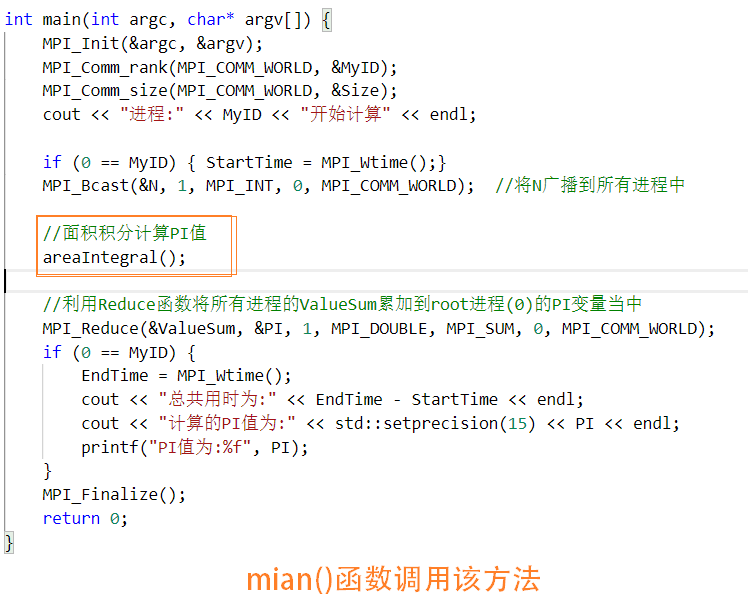 int main(int argc, char* argv[]) {
MPI_Init(&argc, &argv);
MPI_Comm_rank(MPI_COMM_WORLD, &MyID);
MPI_Comm_size(MPI_COMM_WORLD, &Size);
cout << "进程:" << MyID << "开始计算" << endl;
if (0 == MyID) { StartTime = MPI_Wtime();}
MPI_Bcast(&N, 1, MPI_INT, 0, MPI_COMM_WORLD);  //将N广播到所有进程中
//面积积分计算PI值
areaIntegral();
//利用Reduce函数将所有进程的ValueSum累加到root进程(0)的PI变量当中
MPI_Reduce(&ValueSum, &PI, 1, MPI_DOUBLE, MPI_SUM, 0, MPI_COMM_WORLD);
if (0 == MyID) {
EndTime = MPI_Wtime();
cout << "总共用时为:" << EndTime - StartTime << endl;
cout << "计算的PI值为:" << std::setprecision(15) << PI << endl;
printf("PI值为:%f", PI);
}
MPI_Finalize();
return 0;
}
mian()函数调用该方法